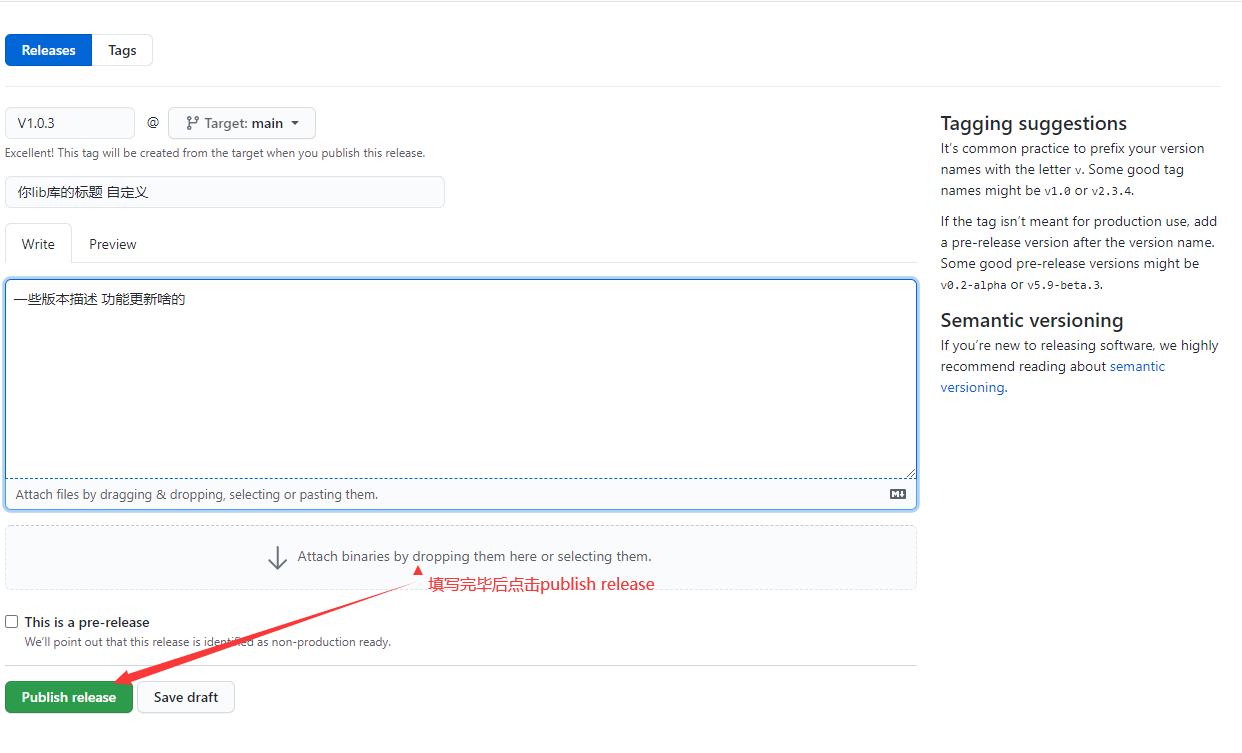 Releases Tags
V1.0.3 @ Target: main
Excellent! This tag will be created from the target when you publish this release.
你lib库的标题 自定义
Write Preview
一些版本描述 功能更新啥的
Attach files by dragging & dropping, selecting or pasting them.
Attach binaries by dropping them here or selecting them.
填写完毕后点击publish release
This is a pre-release
We'll point out that this release is identified as non-production ready.
Publish release Save draft
Tagging suggestions
It's common practice to prefix your version
names with the letter v. Some good tag
names might be v1.0 or v2.3.4.
If the tag isn't meant for production use, add
a pre-release version after the version name.
Some good pre-release versions might be
v0.2-alpha or v5.9-beta.3.
Semantic versioning
If you're new to releasing software, we highly
recommend reading about semantic
versioning.